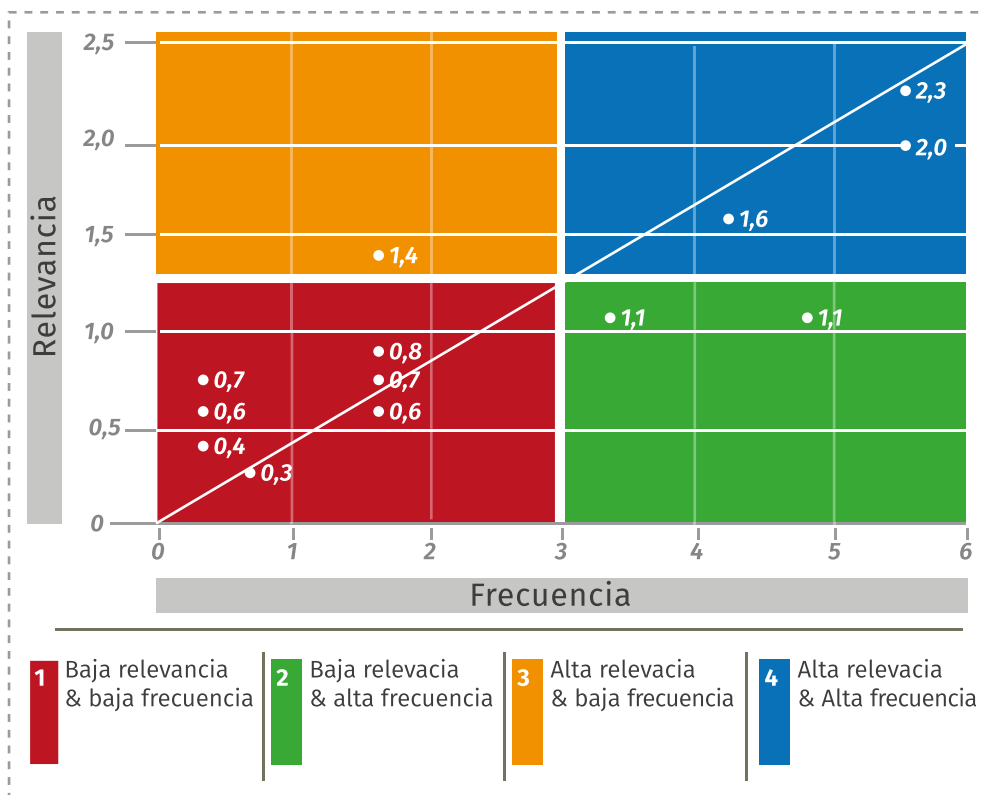 2,5
2,0
1,5
1,0
0,5
0
Relevancia
2,3
2,0
1,6
1,4
1,1
1,1
0,8
0,7
0,7
0,6
0,6
0,4
0,3
0 1 2 3 4 5 6
Frecuencia
1
Baja relevancia
& baja frecuencia
2
Baja relevacia
& alta frecuencia
3
Alta relevacia
& baja frecuencia
4
Alta relevacia
& Alta frecuencia